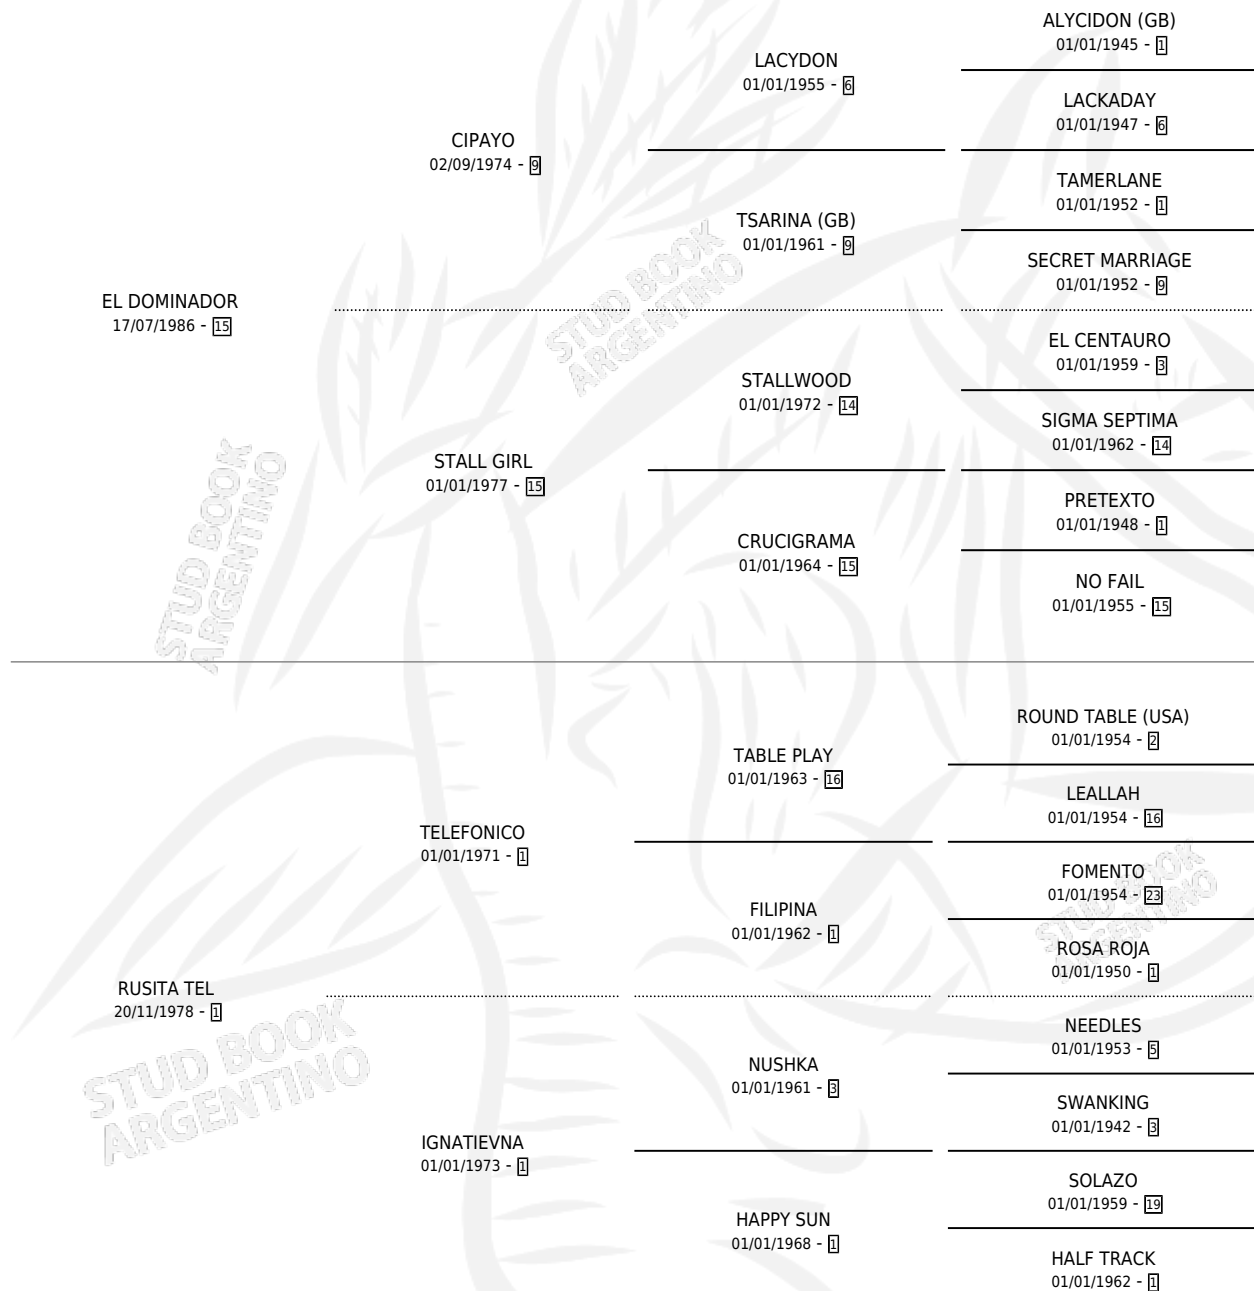 ALYCIDON (GB)
01/01/1945 - 1
LACYDON
01/01/1955 - 6
LACKADAY
01/01/1947 - 6
CIPAYO
02/09/1974 - 9
TAMERLANE
01/01/1952 - 1
TSARINA (GB)
01/01/1961 - 9
SECRET MARRIAGE
01/01/1952 - 9
EL DOMINADOR
17/07/1986 - 15
STUD BOOK
ARGENTINO
EL CENTAURO
01/01/1959 - 3
STALLWOOD
01/01/1972 - 14
SIGMA SEPTIMA
01/01/1962 - 14
STALL GIRL
01/01/1977 - 15
PRETEXTO
01/01/1948 - 1
CRUCIGRAMA
01/01/1964 - 15
NO FAIL
01/01/1955 - 15
STUD BOOK
ARGENTINO
ROUND TABLE (USA)
01/01/1954 - 2
TABLE PLAY
01/01/1963 - 16
LEALLAH
01/01/1954 - 16
TELEFONICO
01/01/1971 - 1
FOMENTO
01/01/1954 - 23
FILIPINA
01/01/1962 - 1
ROSA ROJA
01/01/1950 - 1
STUD BOOK
ARGENTINO
RUSITA TEL
20/11/1978 - 1
STUD BOOK
ARGENTINO
NEEDLES
01/01/1953 - 5
NUSHKA
01/01/1961 - 3
SWANKING
01/01/1942 - 3
IGNATIEVNA
01/01/1973 - 1
SOLAZO
01/01/1959 - 19
HAPPY SUN
01/01/1968 - 1
HALF TRACK
01/01/1962 - 1